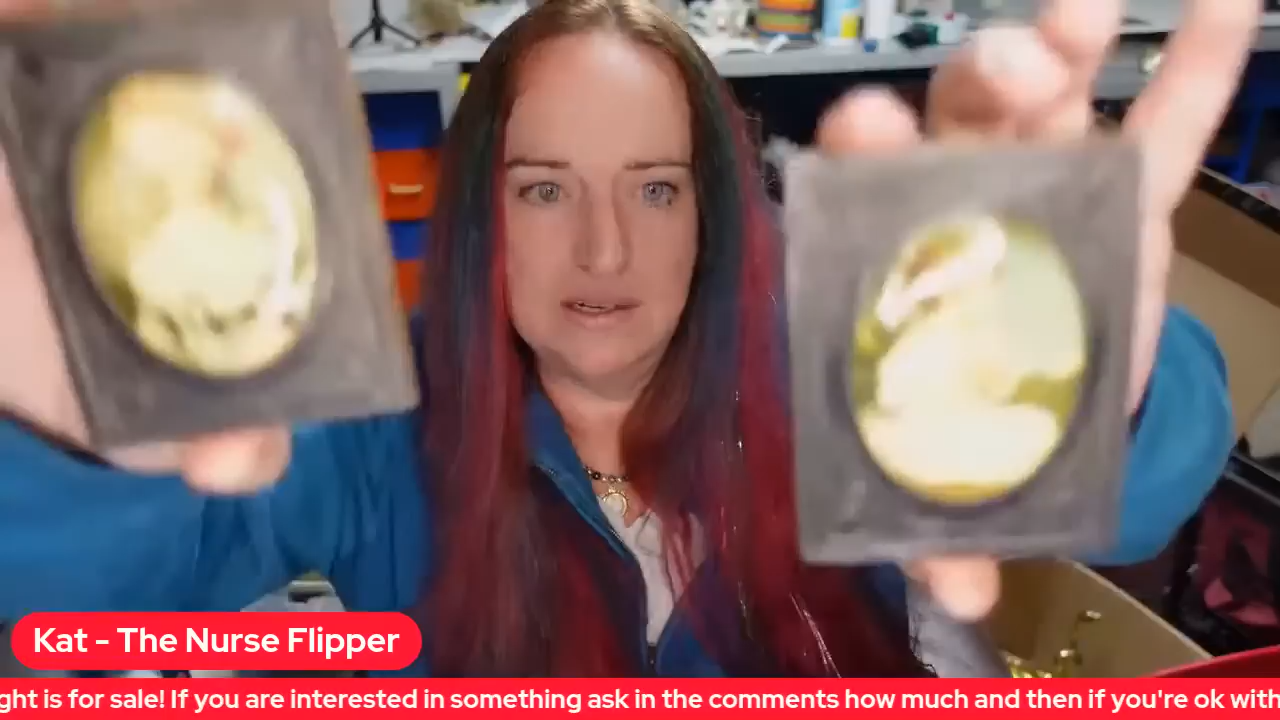 Kat - The Nurse Flipper
ght is for sale! If you are interested in something ask in the comments how much and then if you're ok with